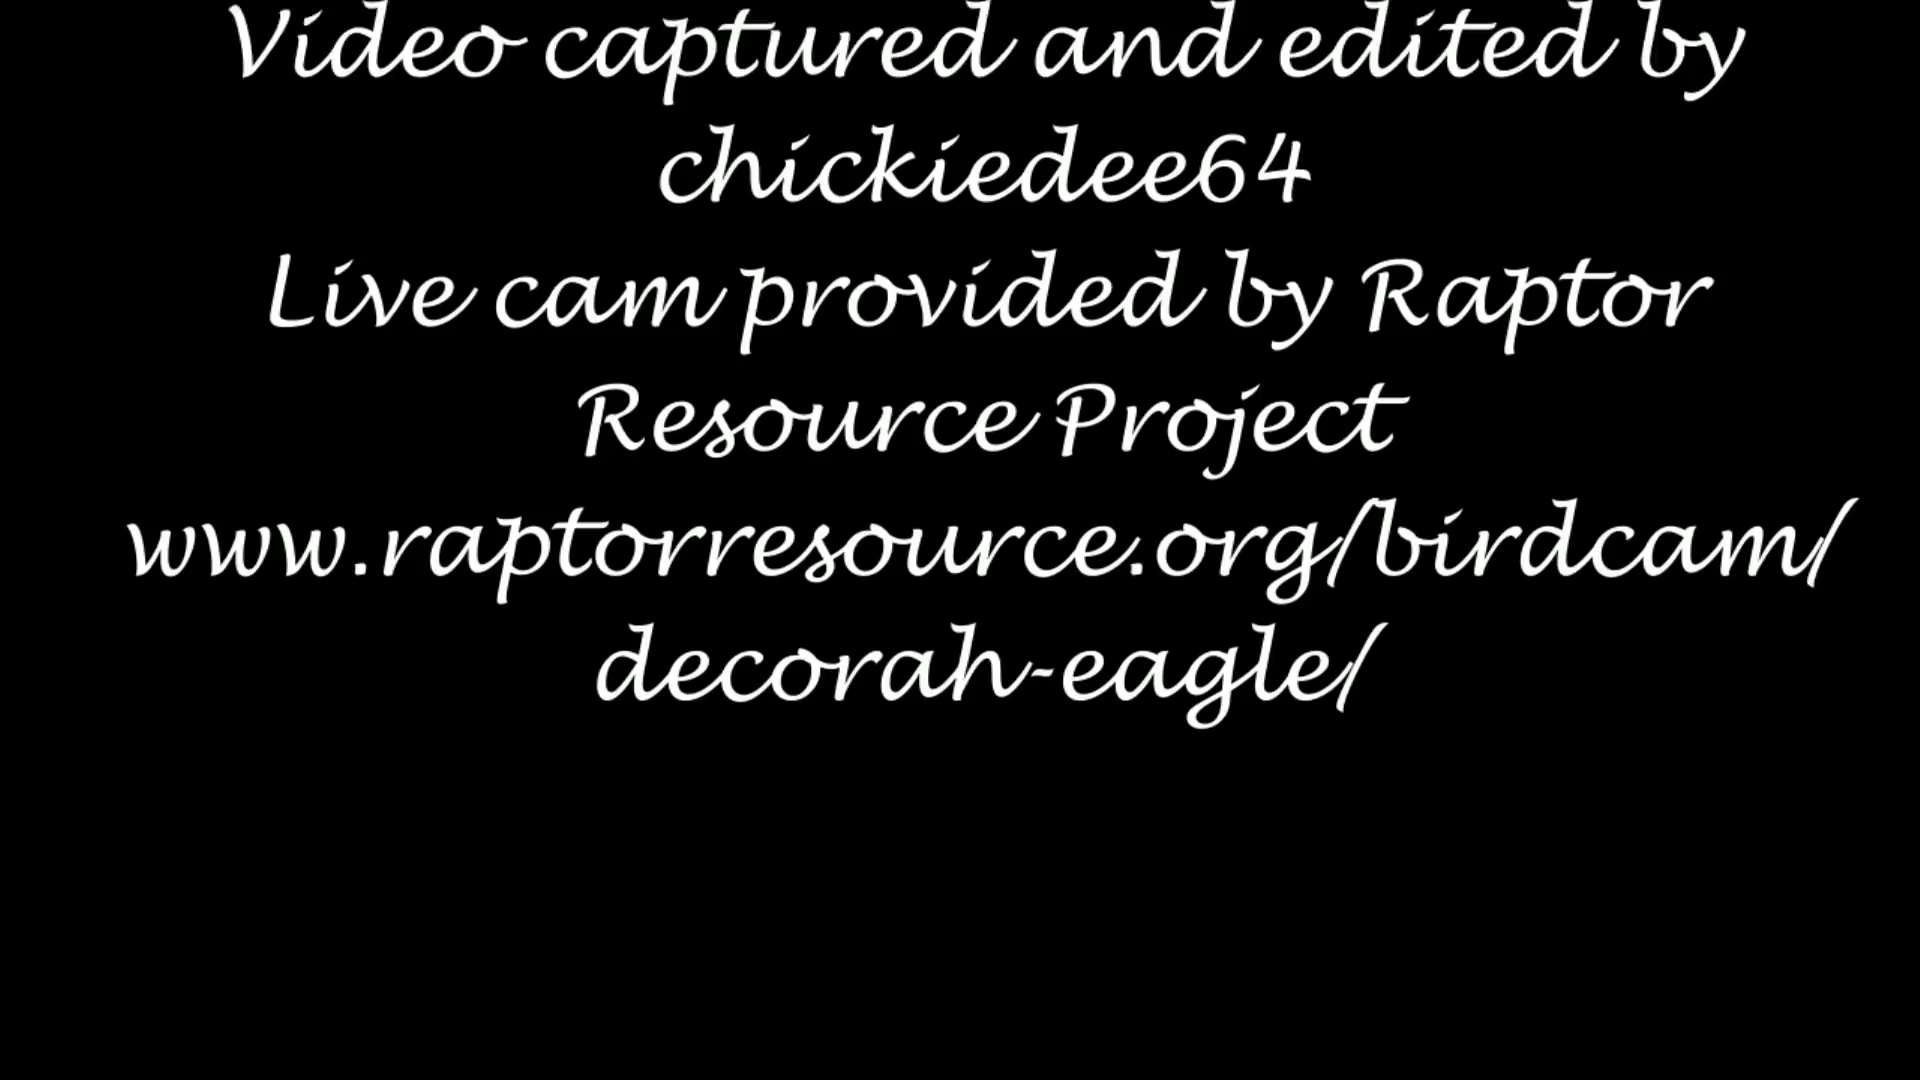 Video captured and edited by
chickiedee64
Live cam provided by Raptor
Resource Project
www.raptorresource.org/birdcam/
decorah-eagle/